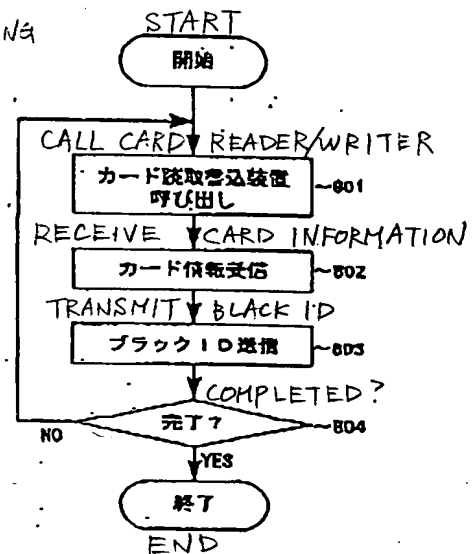 NG
START
開始
CALL CARD READER/WRITER
カード読取書込装置
呼び出し
~801
RECEIVE CARD INFORMATION
カード情報受信
~802
TRANSMIT BLACK ID
ブラックID送信
~803
COMPLETED?
完了?
~804
NO
YES
終了
END